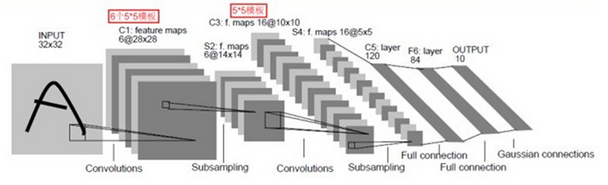 6个5*5模板
5*5模板
INPUT
32x32
C1: feature maps
6@28x28
S2: f. maps
6@14x14
C3: f. maps 16@10x10
S4: f. maps 16@5x5
C5: layer
120
F6: layer
84
OUTPUT
10
Convolutions
Subsampling
Convolutions
Subsampling
Full connection
Full connection
Gaussian connections